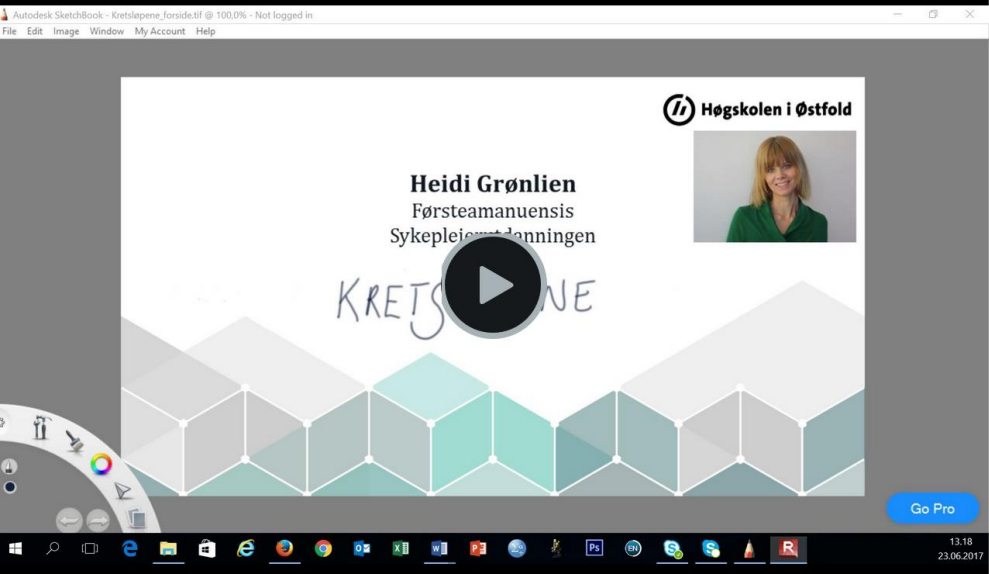 Autodesk SketchBook - Kretsløpene_forside.tif @ 100,0% - Not logged in
File Edit Image Window My Account Help
Høgskolen i Østfold
Heidi Grønlien
Førsteamanuensis
Go Pro
13.18
23.06.2017